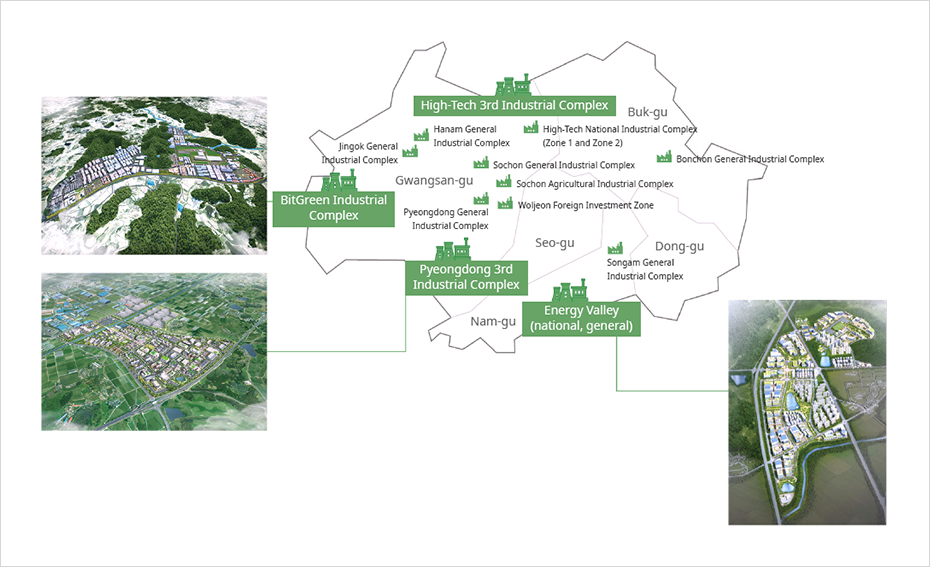 High-Tech 3rd Industrial Complex
Buk-gu
Hanam General
Industrial Complex
High-Tech National Industrial Complex
(Zone 1 and Zone 2)
Jingok General
Industrial Complex
Sochon General Industrial Complex
Bonchon General Industrial Complex
Gwangsan-gu
Sochon Agricultural Industrial Complex
BitGreen Industrial
Complex
Woljeon Foreign Investment Zone
Pyeongdong General
Industrial Complex
Seo-gu
Dong-gu
Songam General
Industrial Complex
Pyeongdong 3rd
Industrial Complex
Energy Valley
(national, general)
Nam-gu